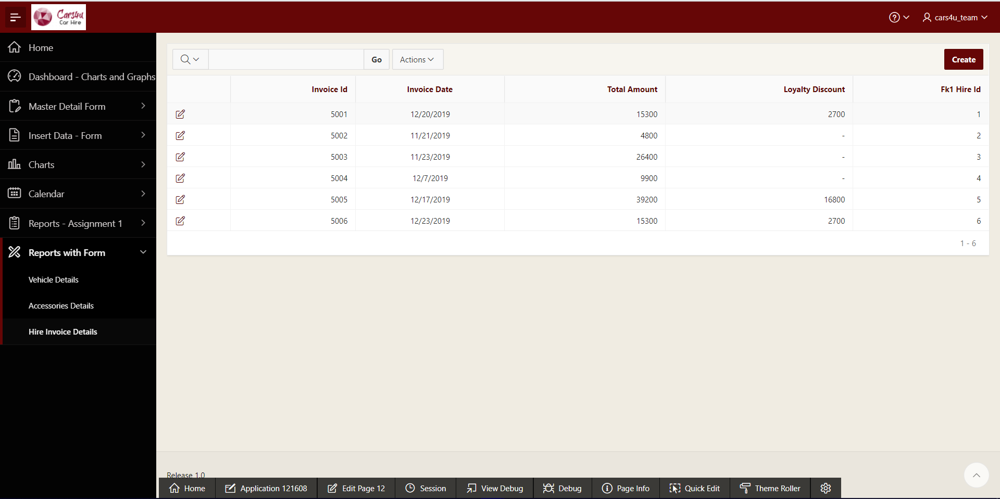 Cars4u
Car Hire
cars4u_team
Home
Dashboard - Charts and Graphs
Master Detail Form
Insert Data - Form
Charts
Calendar
Reports - Assignment 1
Reports with Form
Vehicle Details
Accessories Details
Hire Invoice Details
Go Actions Create
Invoice Id Invoice Date Total Amount Loyalty Discount Fk1 Hire Id
5001 12/20/2019 15300 2700 1
5002 11/21/2019 4800 - 2
5003 11/23/2019 26400 - 3
5004 12/7/2019 9900 - 4
5005 12/17/2019 39200 16800 5
5006 12/23/2019 15300 2700 6
1 - 6
Release 1.0
Home Application 121608 Edit Page 12 Session View Debug Debug Page Info Quick Edit Theme Roller